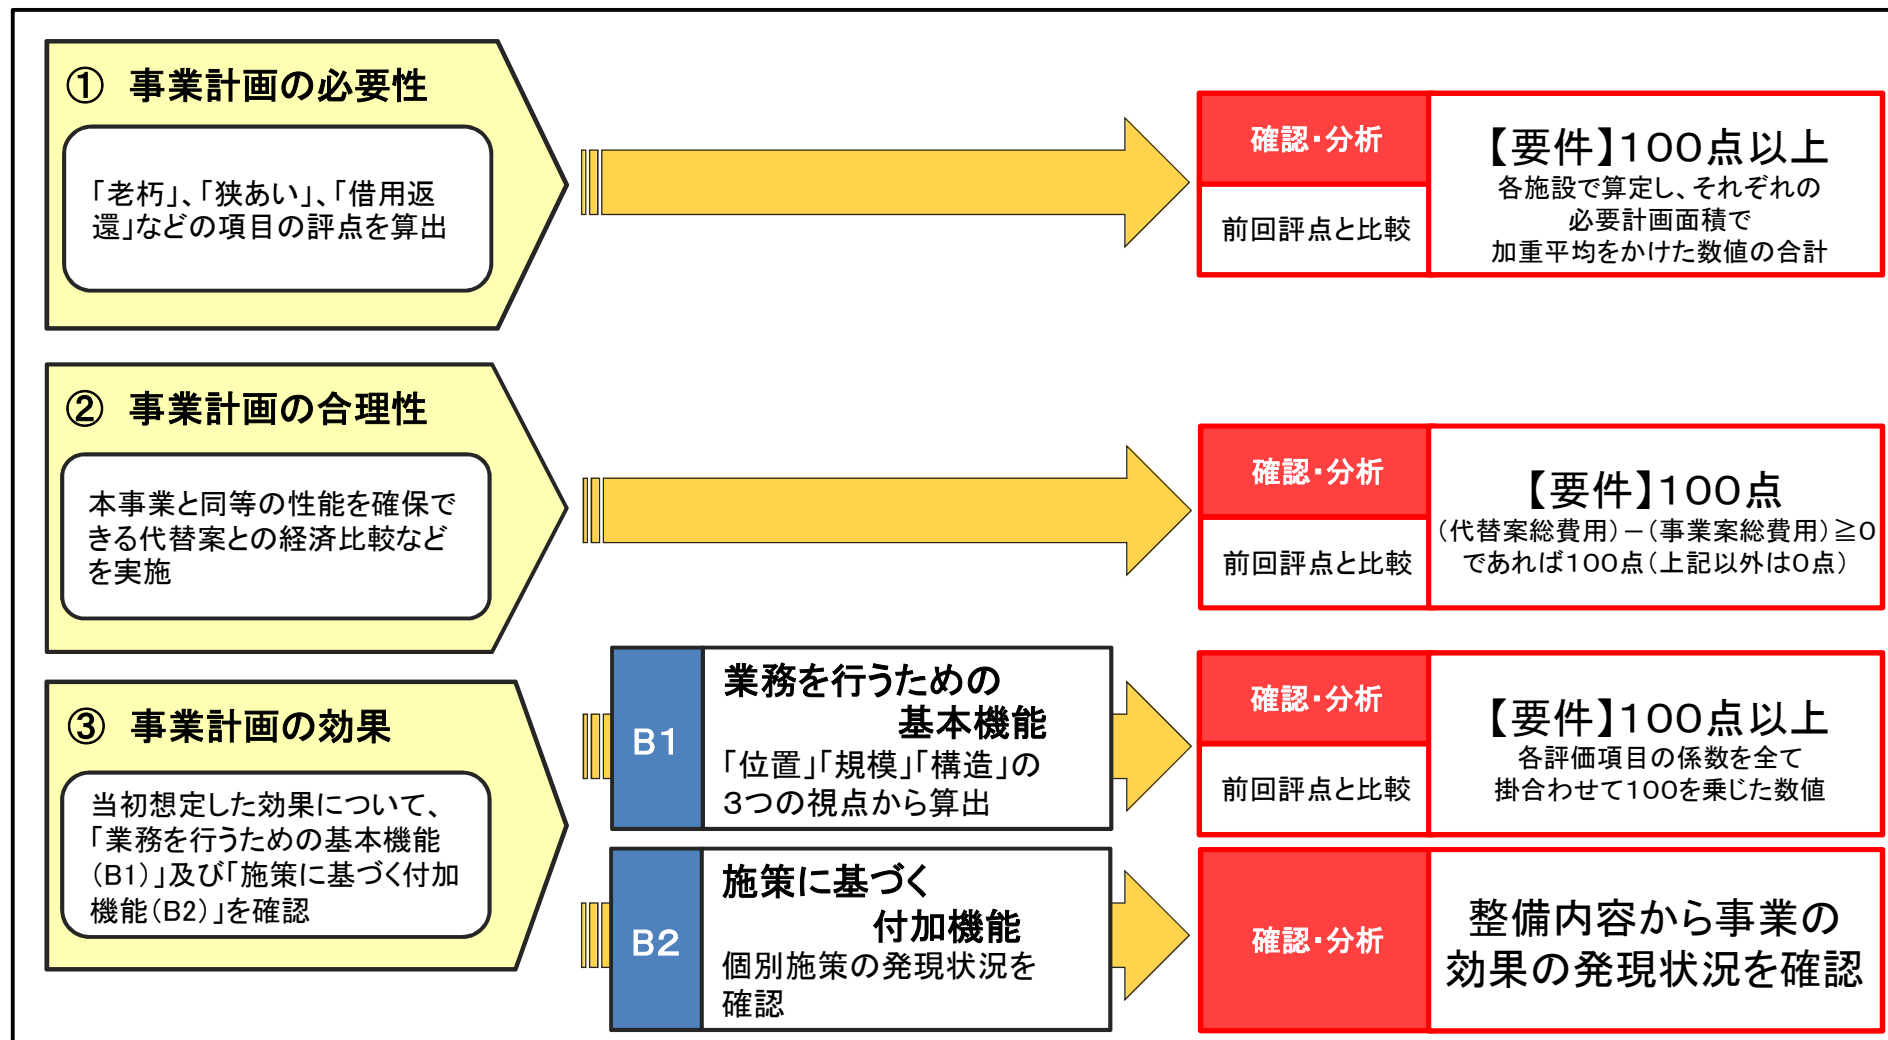 ① 事業計画の必要性
「老朽」、「狭あい」、「借用返
還」などの項目の評点を算出
確認・分析
前回評点と比較
【要件】100点以上
各施設で算定し、それぞれの
必要計画面積で
加重平均をかけた数値の合計
② 事業計画の合理性
本事業と同等の性能を確保で
きる代替案との経済比較など
を実施
確認・分析
前回評点と比較
【要件】100点
(代替案総費用)－(事業案総費用)≧0
であれば100点(上記以外は0点)
③ 事業計画の効果
当初想定した効果について、
「業務を行うための基本機能
(B1)」及び「施策に基づく付加
機能(B2)」を確認
B1
業務を行うための
基本機能
「位置」「規模」「構造」の
3つの視点から算出
確認・分析
前回評点と比較
【要件】100点以上
各評価項目の係数を全て
掛合わせて100を乗じた数値
B2
施策に基づく
付加機能
個別施策の発現状況を
確認
確認・分析
整備内容から事業の
効果の発現状況を確認